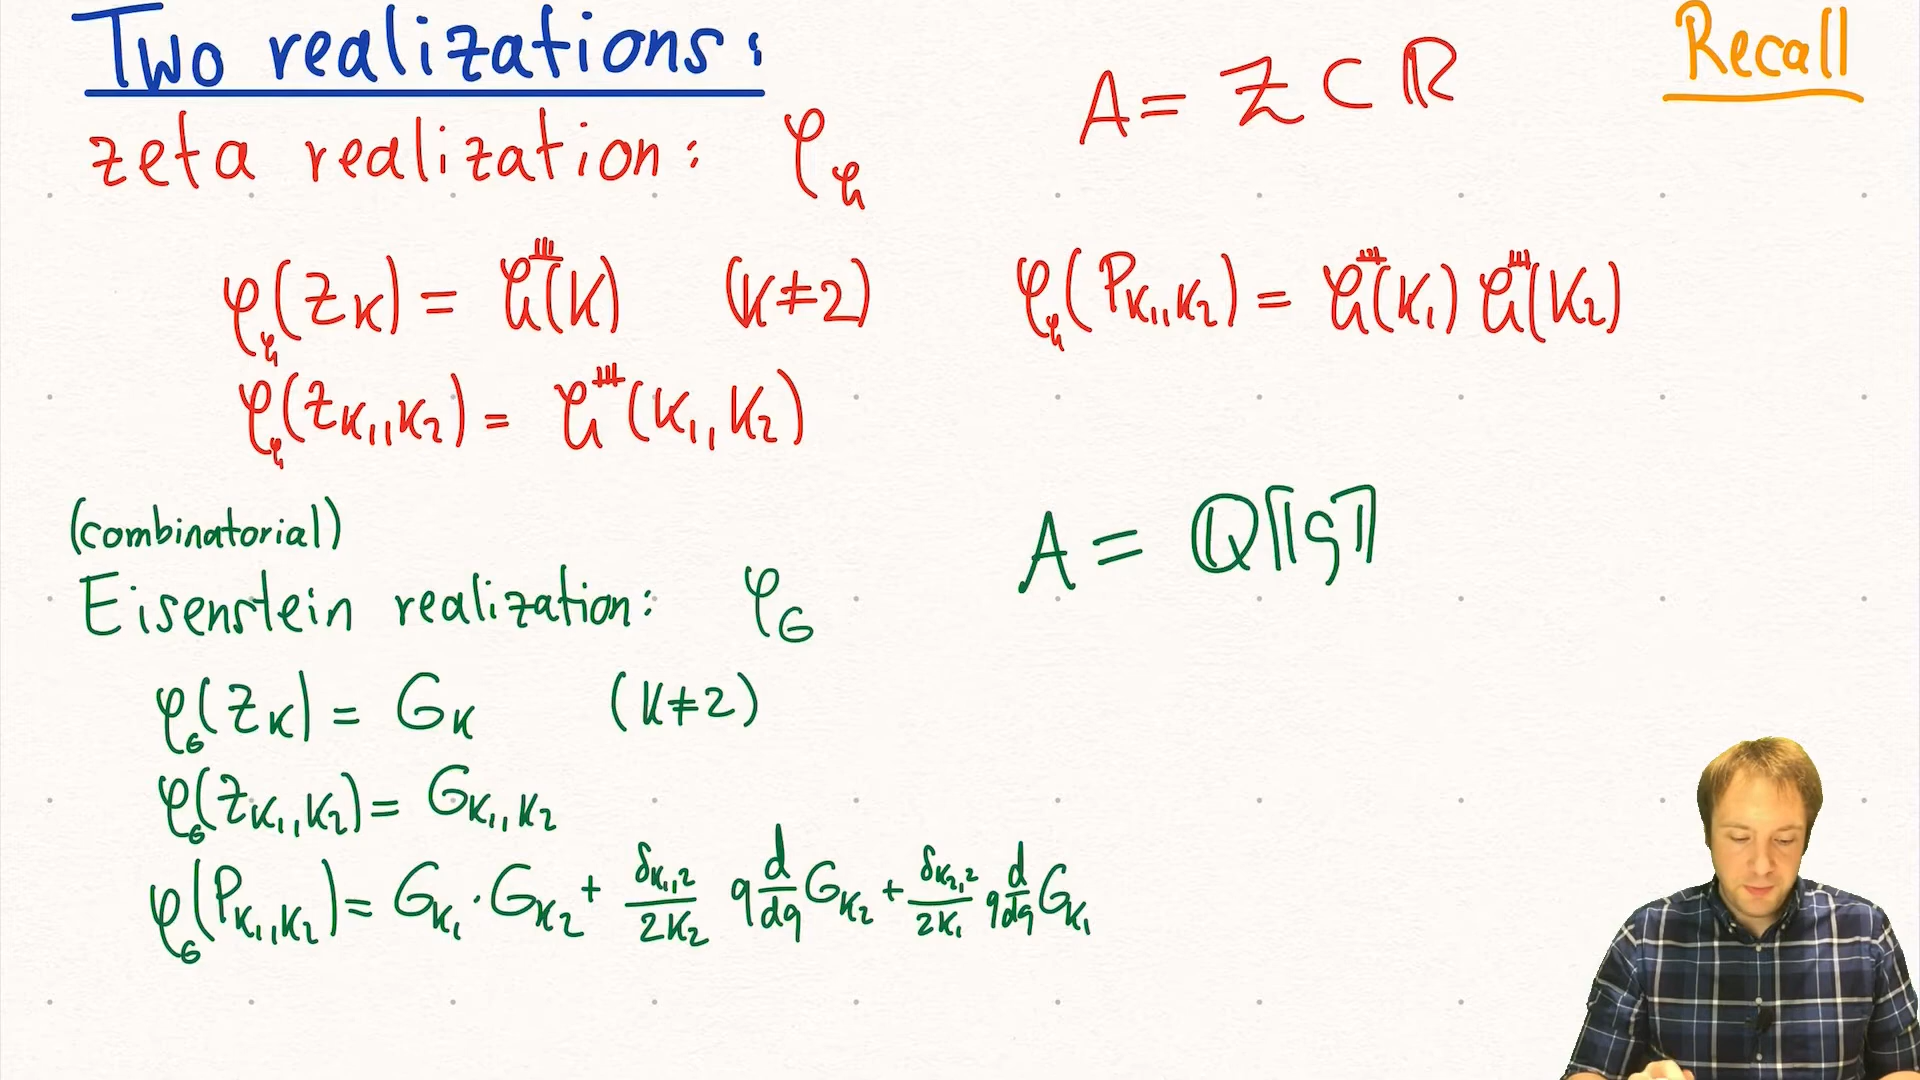 Two realizations:
Recall
zeta realization: φ_ζ
A = Z ⊂ ℝ
φ_ζ(Z_K) = ζ^Ш(K) (K≠2)
φ_ζ(P_{K₁,K₂}) = ζ^Ш(K₁) ζ^Ш(K₂)
φ_ζ(Z_{K₁,K₂}) = ζ^Ш(K₁,K₂)
(combinatorial)
Eisenstein realization: φ_G
A = ℚ⟦q⟧
φ_G(Z_K) = G_K (K≠2)
φ_G(Z_{K₁,K₂}) = G_{K₁,K₂}
φ_G(P_{K₁,K₂}) = G_{K₁} · G_{K₂} + δ_{K₁,2}/2K₂ q d/dq G_{K₂} + δ_{K₂,2}/2K₁ q d/dq G_{K₁}